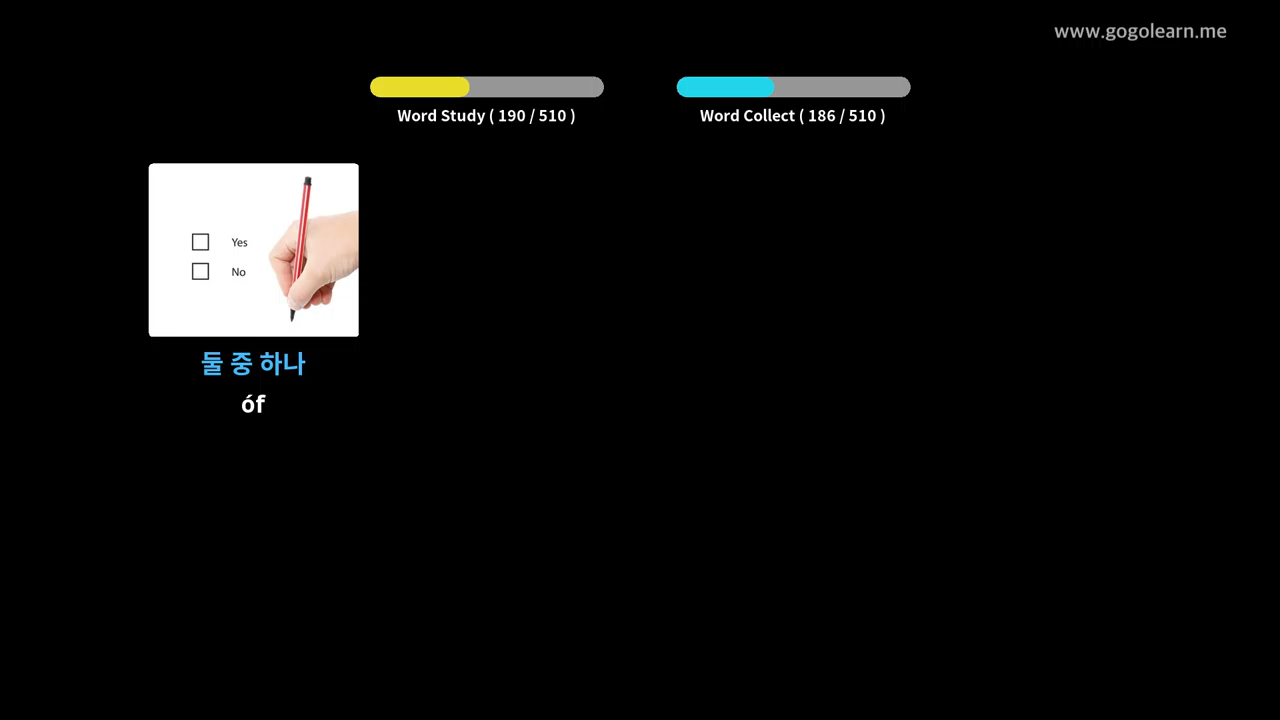 www.gogolearn.me
Word Study ( 190 / 510 )
Word Collect ( 186 / 510 )
Yes
No
둘 중 하나
óf